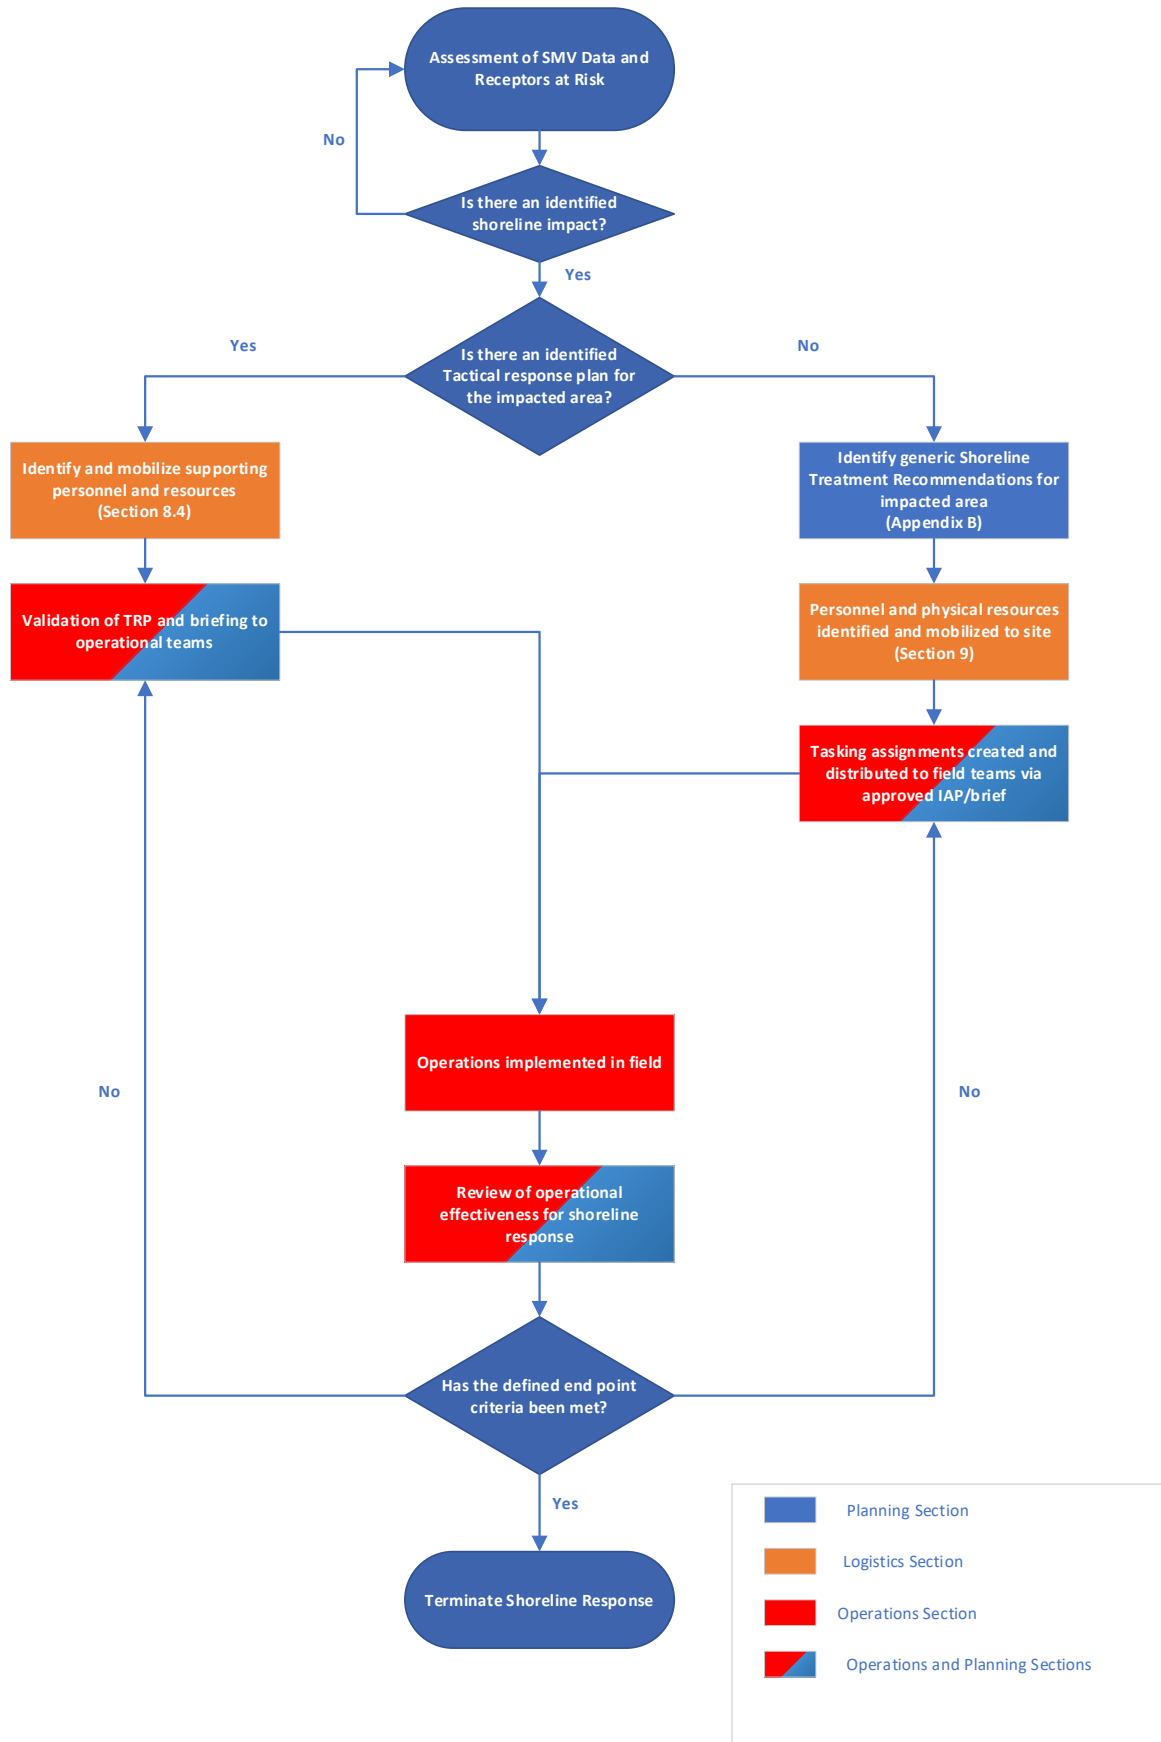 Assessment of SMV Data and
Receptors at Risk
No
Is there an identified
shoreline impact?
Yes
Yes
Is there an identified
Tactical response plan for
the impacted area?
No
Identify and mobilize supporting
personnel and resources
(Section 8.4)
Identify generic Shoreline
Treatment Recommendations for
impacted area
(Appendix B)
Validation of TRP and briefing to
operational teams
Personnel and physical resources
identified and mobilized to site
(Section 9)
Tasking assignments created and
distributed to field teams via
approved IAP/brief
Operations implemented in field
No
No
Review of operational
effectiveness for shoreline
response
Has the defined end point
criteria been met?
Yes
Terminate Shoreline Response
Planning Section
Logistics Section
Operations Section
Operations and Planning Sections